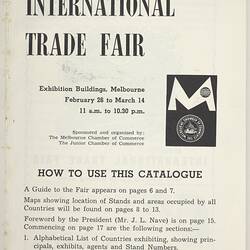 INTERNATIONAL
TRADE FAIR
Exhibition Buildings, Melbourne
February 28 to March 14
11 a.m. to 10.30 p.m.
Sponsored and organised by:
The Melbourne Chamber of Commerce
The Junior Chamber of Commerce
M
HOW TO USE THIS CATALOGUE
A Guide to the Fair appears on pages 6 and 7.
Maps showing location of Stands and areas occupied by all
Countries will be found on pages 8 to 13.
Foreword by the President (Mr. J. L. Nave) is on page 15.
Commencing on page 17 are the following sections:—
1. Alphabetical List of Countries exhibiting, showing prin-
cipals, exhibits, agents and Stand Numbers.